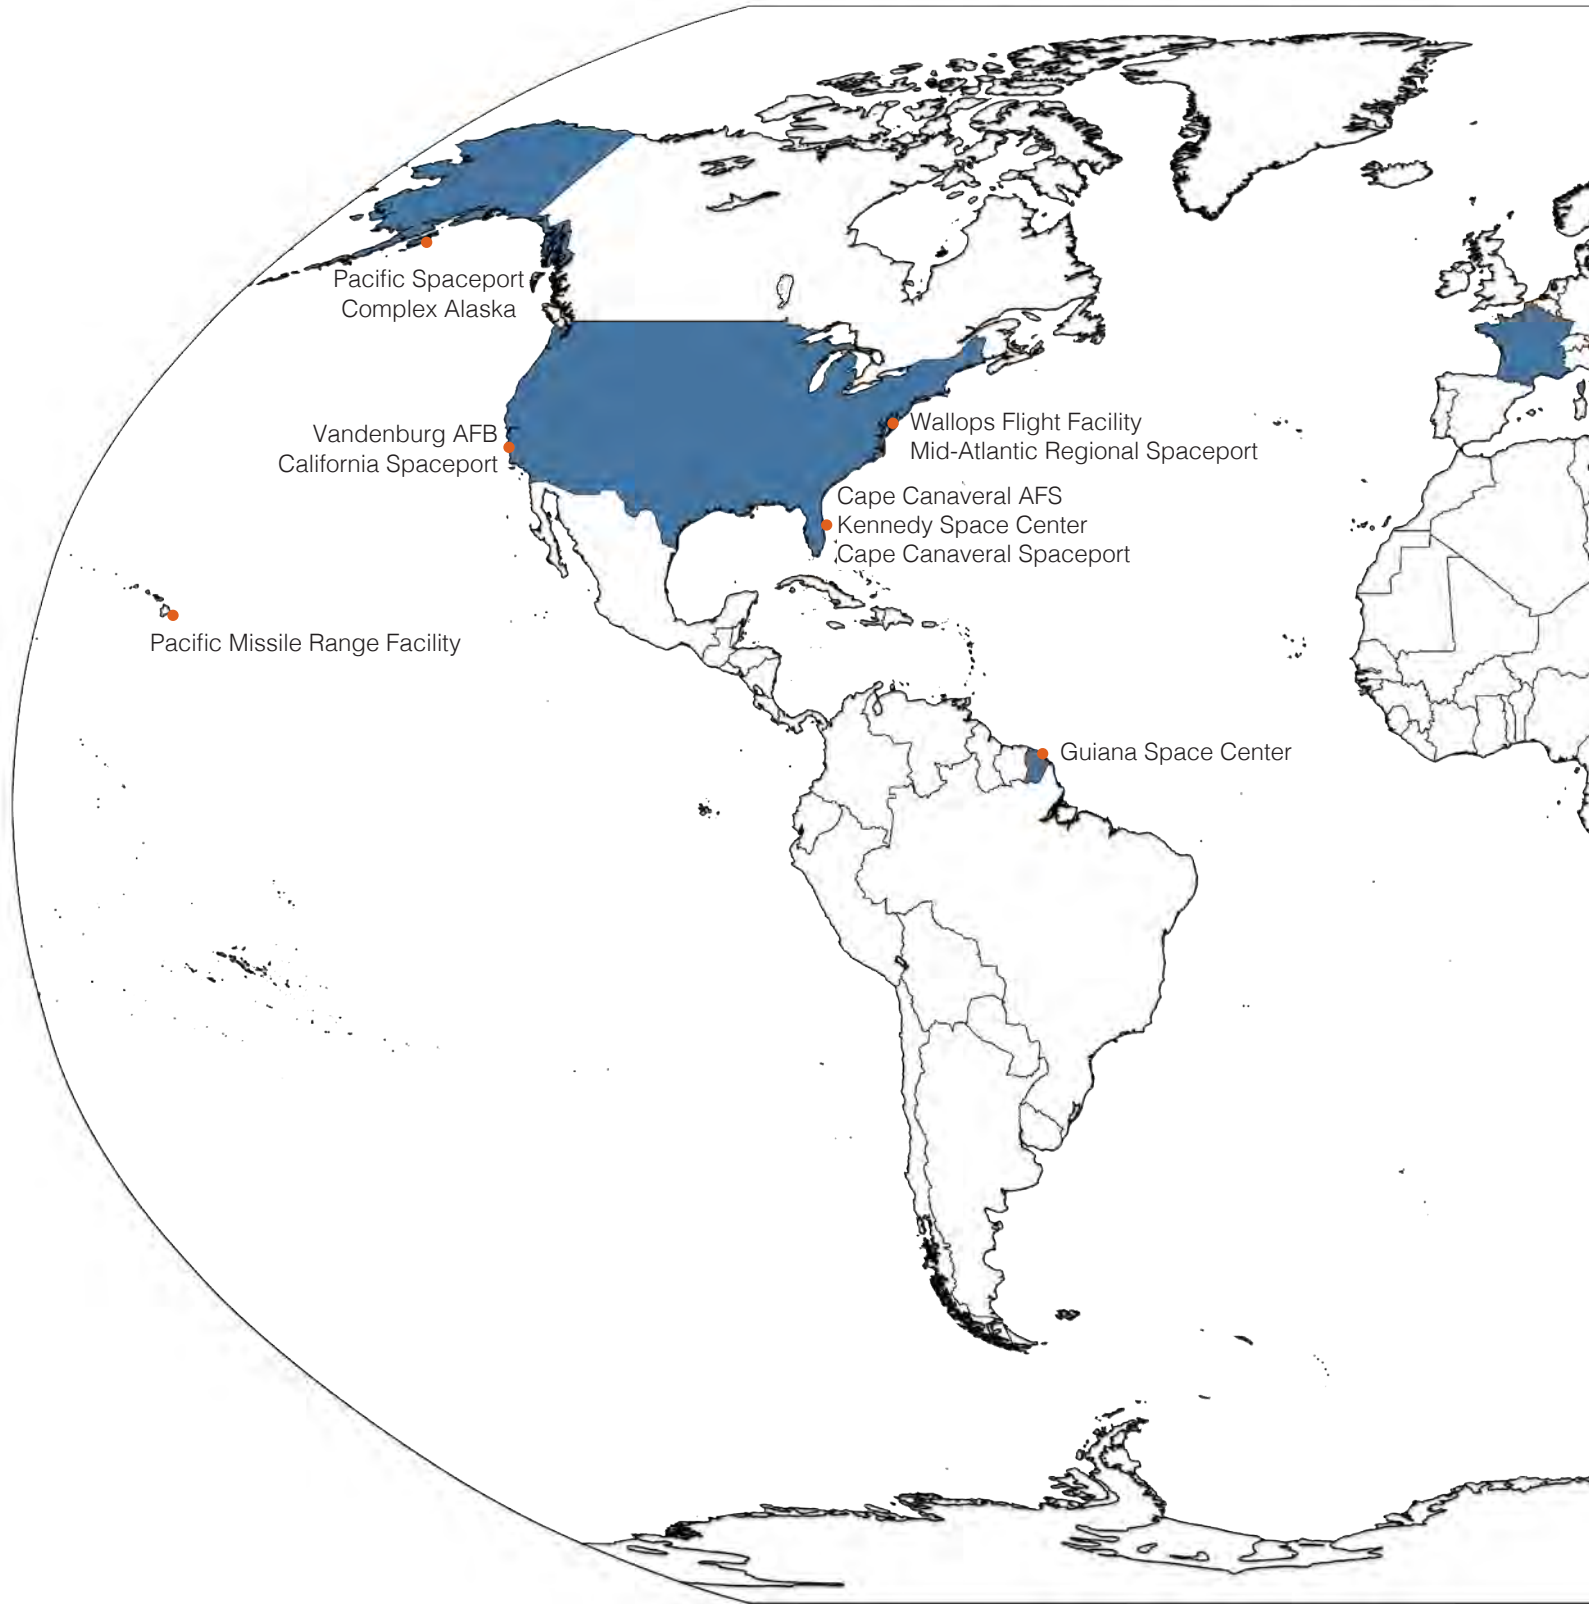 Pacific Spaceport
Complex Alaska
Vandenburg AFB
California Spaceport
Wallops Flight Facility
Mid-Atlantic Regional Spaceport
Cape Canaveral AFS
Kennedy Space Center
Cape Canaveral Spaceport
Pacific Missile Range Facility
Guiana Space Center